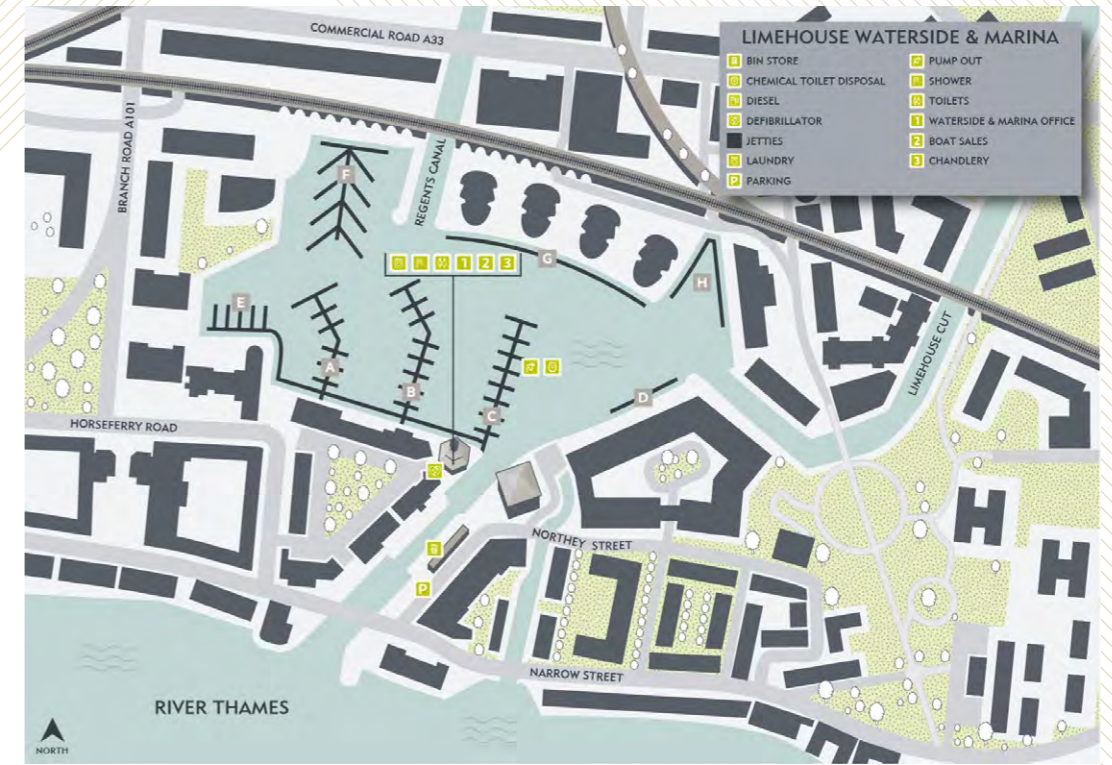 COMMERCIAL ROAD A33
LIMEHOUSE WATERSIDE & MARINA
BIN STORE
CHEMICAL TOILET DISPOSAL
DIESEL
DEFIBRILLATOR
JETTIES
LAUNDRY
P PARKING
PUMP OUT
SHOWER
TOILETS
1 WATERSIDE & MARINA OFFICE
2 BOAT SALES
3 CHANDLERY
BRANCH ROAD A101
REGENTS CANAL
F
G
1 2 3
H
E
A
B
C
D
LIMEHOUSE CUT
HORSEFERRY ROAD
NORTHEY STREET
P
NARROW STREET
RIVER THAMES
NORTH